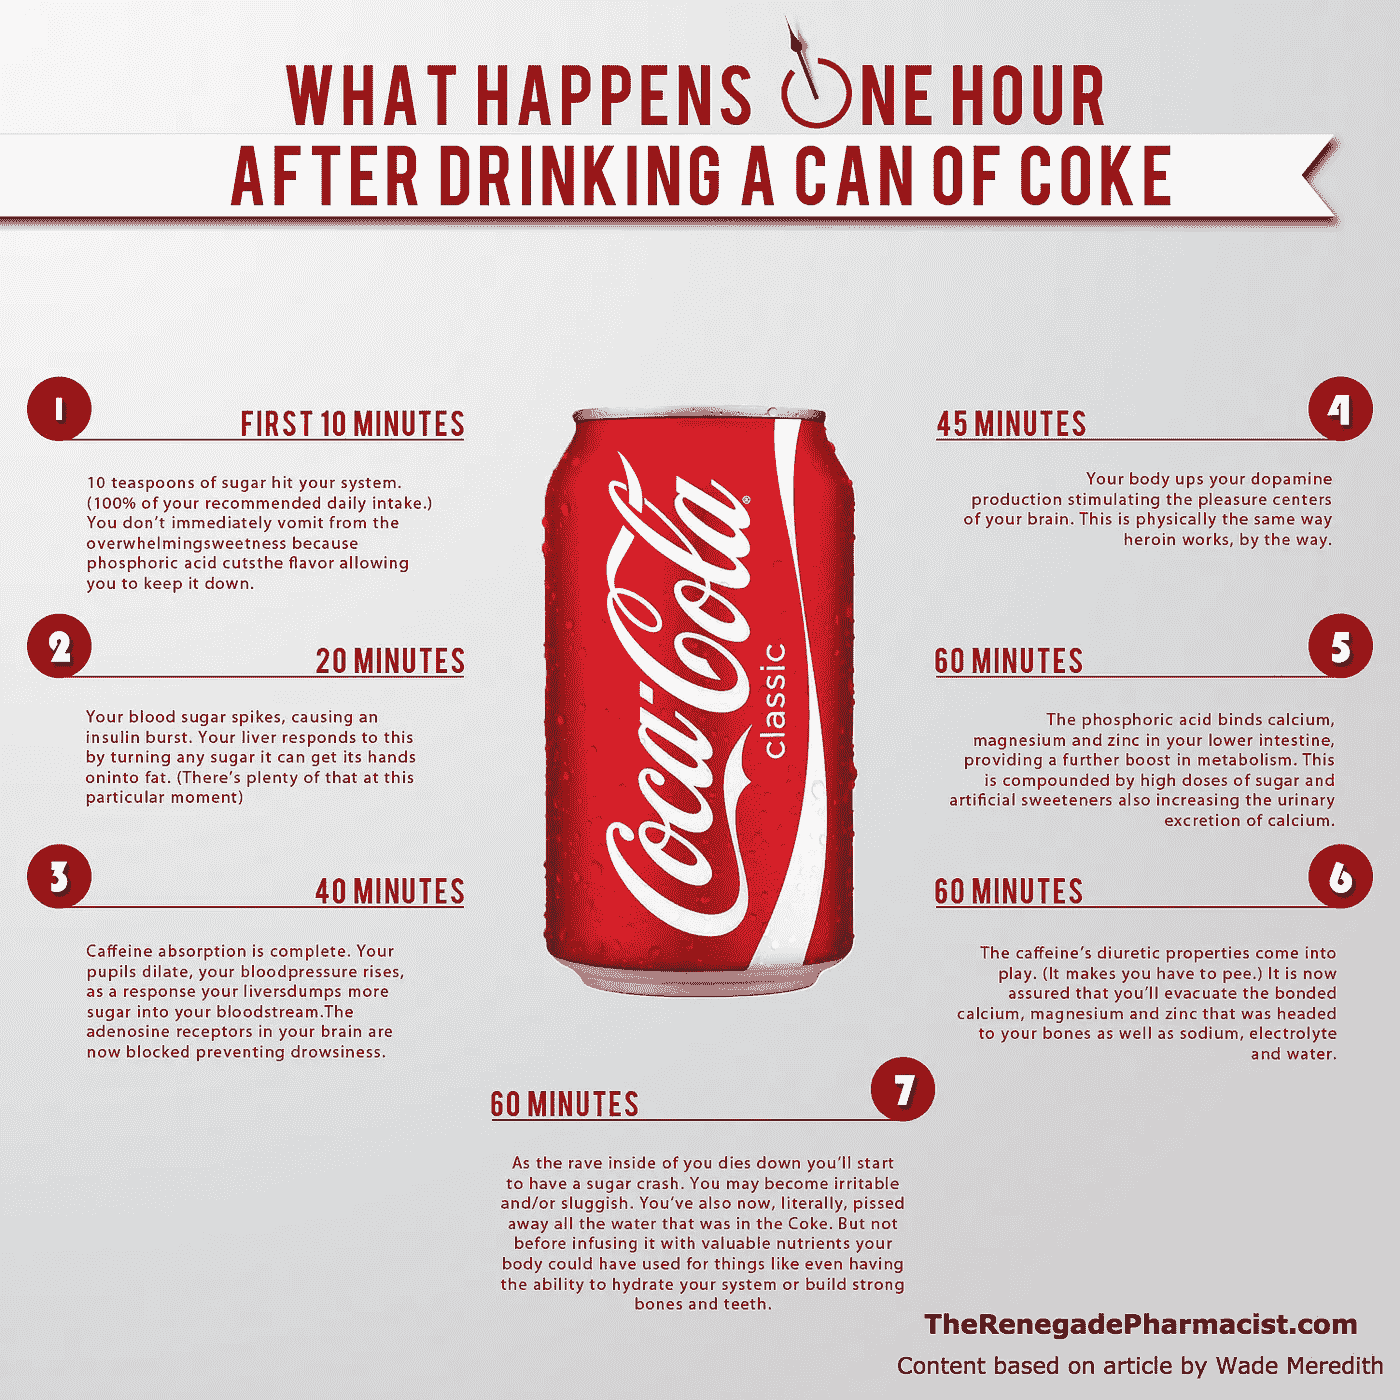 WHAT HAPPENS ONE HOUR
AFTER DRINKING A CAN OF COKE
1
FIRST 10 MINUTES
10 teaspoons of sugar hit your system.
(100% of your recommended daily intake.)
You don't immediately vomit from the
overwhelmingsweetness because
phosphoric acid cutsthe flavor allowing
you to keep it down.
2
20 MINUTES
Your blood sugar spikes, causing an
insulin burst. Your liver responds to this
by turning any sugar it can get its hands
oninto fat. (There's plenty of that at this
particular moment)
3
40 MINUTES
Caffeine absorption is complete. Your
pupils dilate, your bloodpressure rises,
as a response your liversdumps more
sugar into your bloodstream.The
adenosine receptors in your brain are
now blocked preventing drowsiness.
Coca-Cola®
classic
4
45 MINUTES
Your body ups your dopamine
production stimulating the pleasure centers
of your brain. This is physically the same way
heroin works, by the way.
5
60 MINUTES
The phosphoric acid binds calcium,
magnesium and zinc in your lower intestine,
providing a further boost in metabolism. This
is compounded by high doses of sugar and
artificial sweeteners also increasing the urinary
excretion of calcium.
6
60 MINUTES
The caffeine's diuretic properties come into
play. (It makes you have to pee.) It is now
assured that you'll evacuate the bonded
calcium, magnesium and zinc that was headed
to your bones as well as sodium, electrolyte
and water.
7
60 MINUTES
As the rave inside of you dies down you'll start
to have a sugar crash. You may become irritable
and/or sluggish. You've also now, literally, pissed
away all the water that was in the Coke. But not
before infusing it with valuable nutrients your
body could have used for things like even having
the ability to hydrate your system or build strong
bones and teeth.
TheRenegadePharmacist.com
Content based on article by Wade Meredith